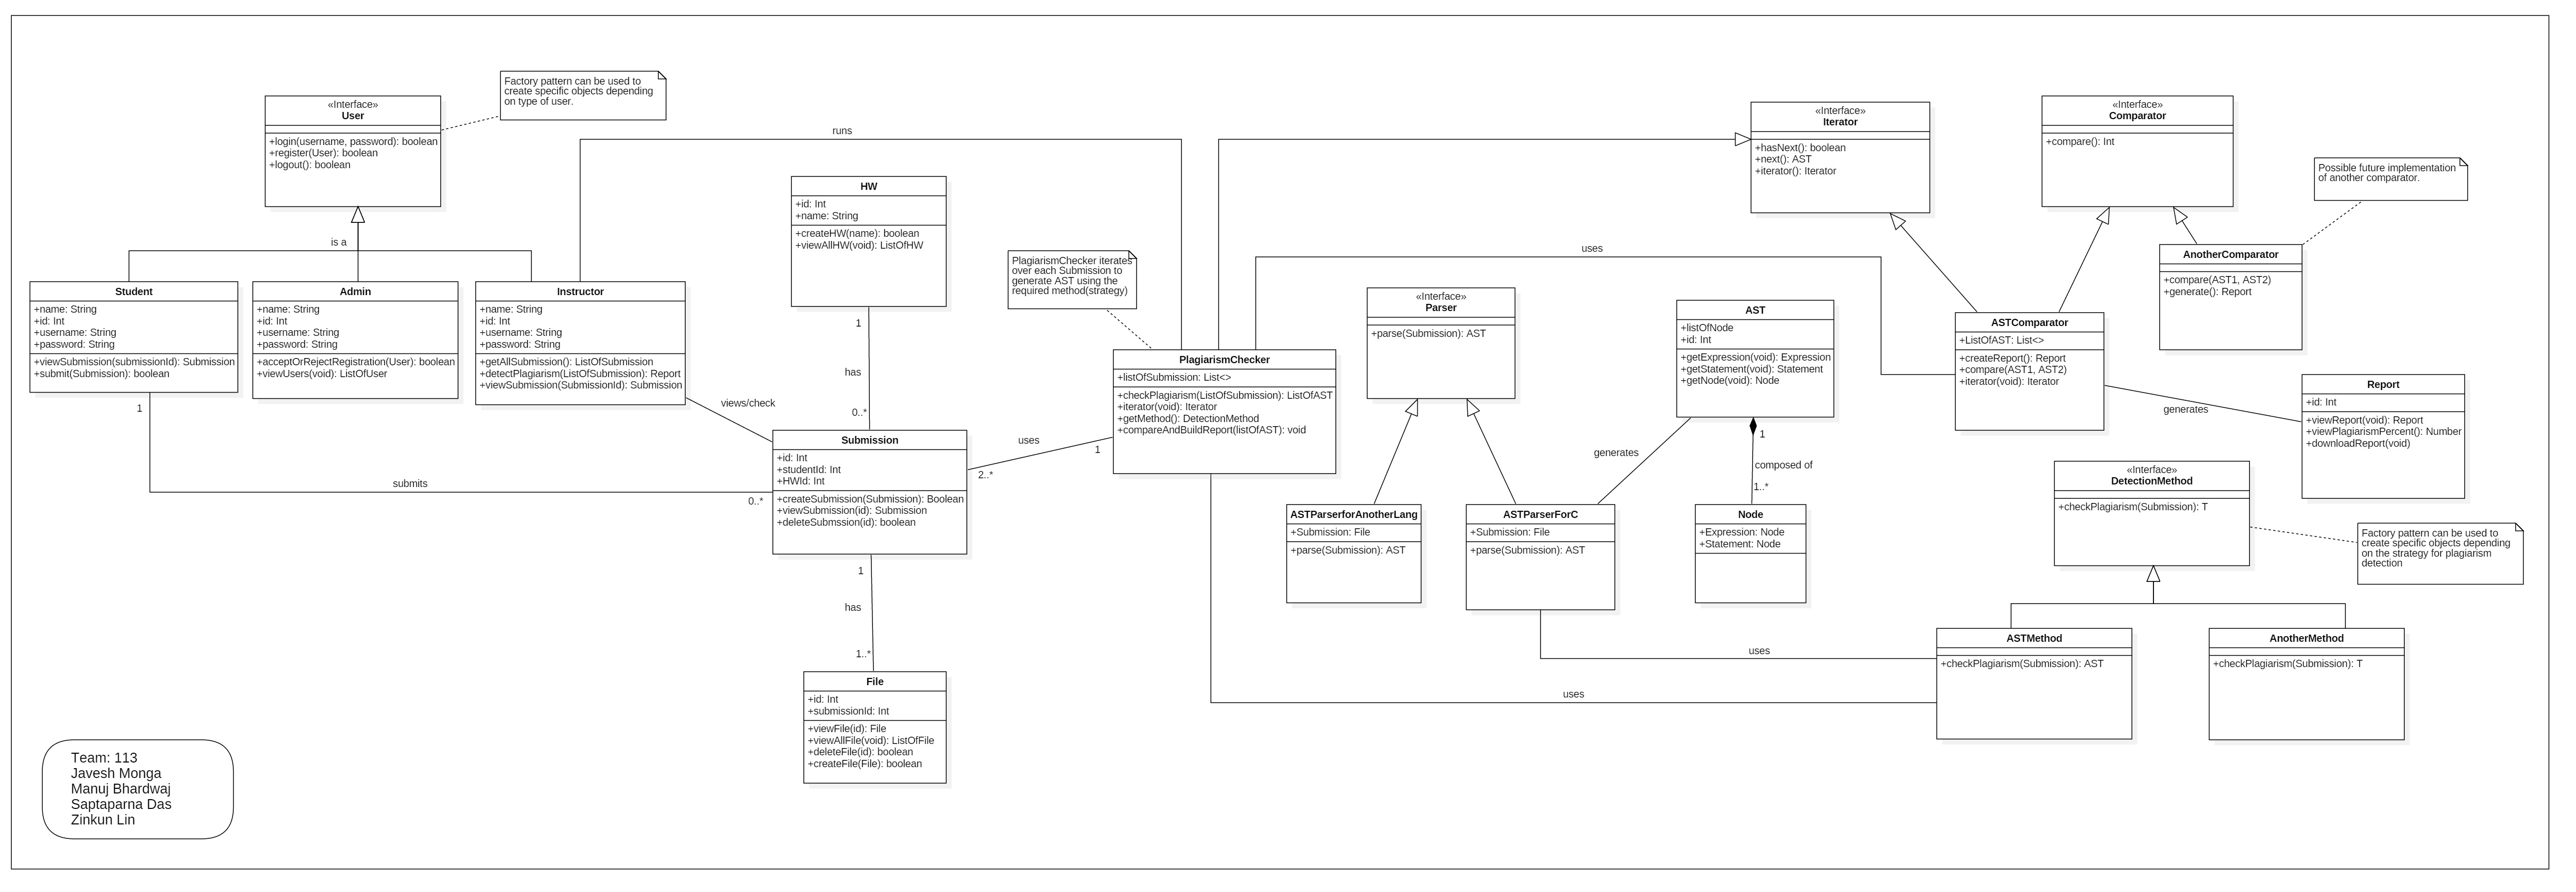 Factory pattern can be used to
create specific objects depending
on type of user.
«Interface»
User
+login(username, password): boolean
+register(User): boolean
+logout(): boolean
is a
Student
+name: String
+id: Int
+username: String
+password: String
+viewSubmission(submissionId): Submission
+submit(Submission): boolean
Admin
+name: String
+id: Int
+username: String
+password: String
+acceptOrRejectRegistration(User): boolean
+viewUsers(void): ListOfUser
Instructor
+name: String
+id: Int
+username: String
+password: String
+getAllSubmission(): ListOfSubmission
+detectPlagiarism(ListOfSubmission): Report
+viewSubmission(SubmissionId): Submission
runs
HW
+id: Int
+name: String
+createHW(name): boolean
+viewAllHW(void): ListOfHW
1
has
0..*
views/check
1
submits
0..*
Submission
+id: Int
+studentId: Int
+HWId: Int
+createSubmission(Submission): Boolean
+viewSubmission(id): Submission
+deleteSubmssion(id): boolean
1
has
1..*
File
+id: Int
+submissionId: Int
+viewFile(id): File
+viewAllFile(void): ListOfFile
+deleteFile(id): boolean
+createFile(File): boolean
uses
1
2..*
PlagiarismChecker iterates
over each Submission to
generate AST using the
required method(strategy)
PlagiarismChecker
+listOfSubmission: List<>
+checkPlagiarism(ListOfSubmission): ListOfAST
+iterator(void): Iterator
+getMethod(): DetectionMethod
+compareAndBuildReport(listOfAST): void
«Interface»
Parser
+parse(Submission): AST
ASTParserforAnotherLang
+Submission: File
+parse(Submission): AST
ASTParserForC
+Submission: File
+parse(Submission): AST
generates
AST
+listOfNode
+id: Int
+getExpression(void): Expression
+getStatement(void): Statement
+getNode(void): Node
1
composed of
1..*
Node
+Expression: Node
+Statement: Node
uses
«Interface»
Iterator
+hasNext(): boolean
+next(): AST
+iterator(): Iterator
«Interface»
Comparator
+compare(): Int
Possible future implementation
of another comparator.
AnotherComparator
+compare(AST1, AST2)
+generate(): Report
ASTComparator
+ListOfAST: List<>
+createReport(): Report
+compare(AST1, AST2)
+iterator(void): Iterator
generates
Report
+id: Int
+viewReport(void): Report
+viewPlagiarismPercent(): Number
+downloadReport(void)
«Interface»
DetectionMethod
+checkPlagiarism(Submission): T
Factory pattern can be used to
create specific objects depending
on the strategy for plagiarism
detection
ASTMethod
+checkPlagiarism(Submission): AST
AnotherMethod
+checkPlagiarism(Submission): T
uses
uses
Team: 113
Javesh Monga
Manuj Bhardwaj
Saptaparna Das
Zinkun Lin